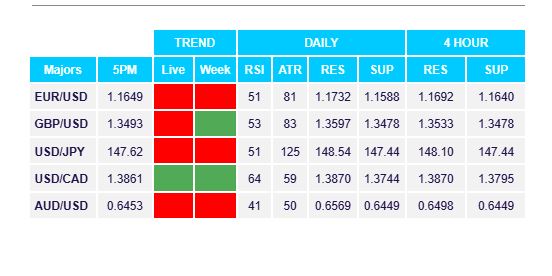 TREND DAILY 4 HOUR
Majors 5PM Live Week RSI ATR RES SUP RES SUP
EUR/USD 1.1649 51 81 1.1732 1.1588 1.1692 1.1640
GBP/USD 1.3493 53 83 1.3597 1.3478 1.3533 1.3478
USD/JPY 147.62 51 125 148.54 147.44 148.10 147.44
USD/CAD 1.3861 64 59 1.3870 1.3744 1.3870 1.3795
AUD/USD 0.6453 41 50 0.6569 0.6449 0.6498 0.6449